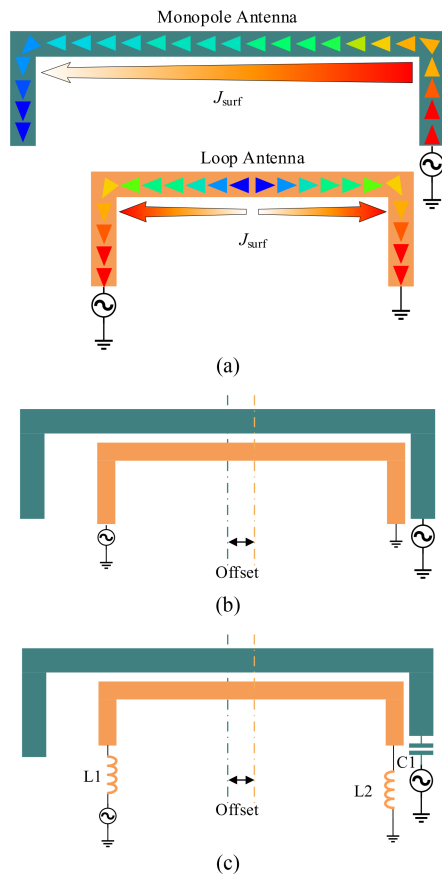 Monopole Antenna
Jsurf
Loop Antenna
Jsurf
(a)
Offset
(b)
L1
C1
L2
Offset
(c)